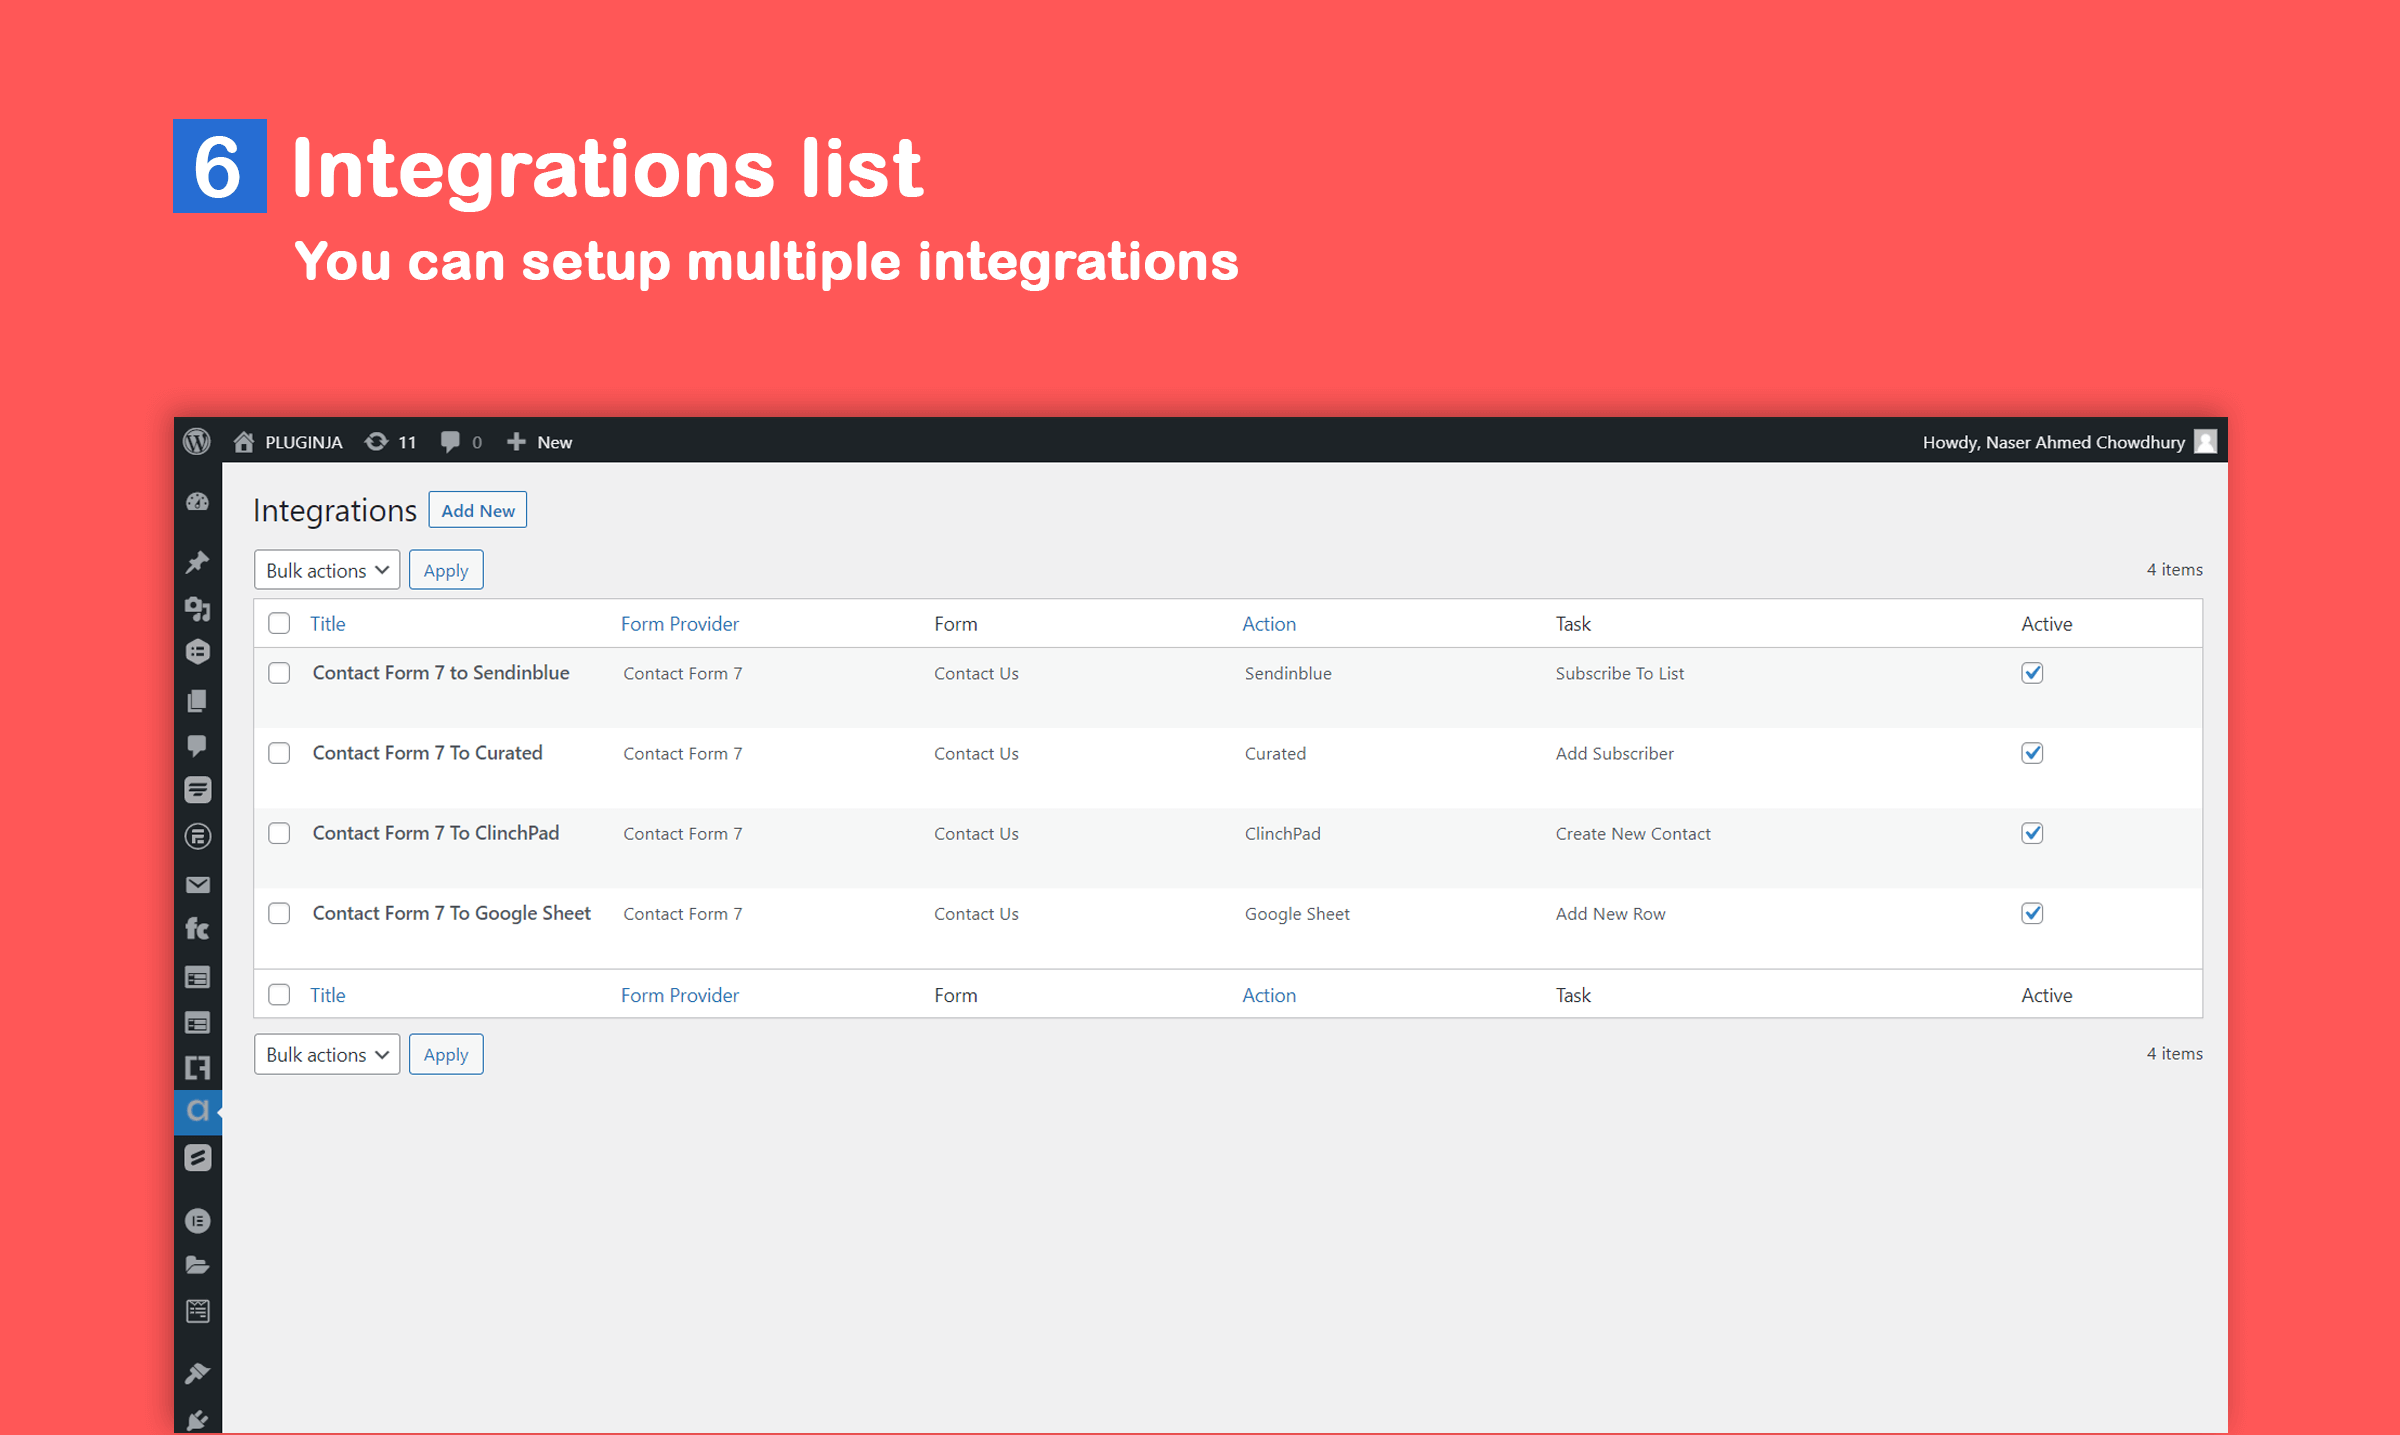 6 Integrations list
You can setup multiple integrations
PLUGINJA 11 0 New Howdy, Naser Ahmed Chowdhury
Integrations Add New
Bulk actions Apply 4 items
Title Form Provider Form Action Task Active
Contact Form 7 to Sendinblue Contact Form 7 Contact Us Sendinblue Subscribe To List
Contact Form 7 To Curated Contact Form 7 Contact Us Curated Add Subscriber
Contact Form 7 To ClinchPad Contact Form 7 Contact Us ClinchPad Create New Contact
Contact Form 7 To Google Sheet Contact Form 7 Contact Us Google Sheet Add New Row
Title Form Provider Form Action Task Active
Bulk actions Apply 4 items